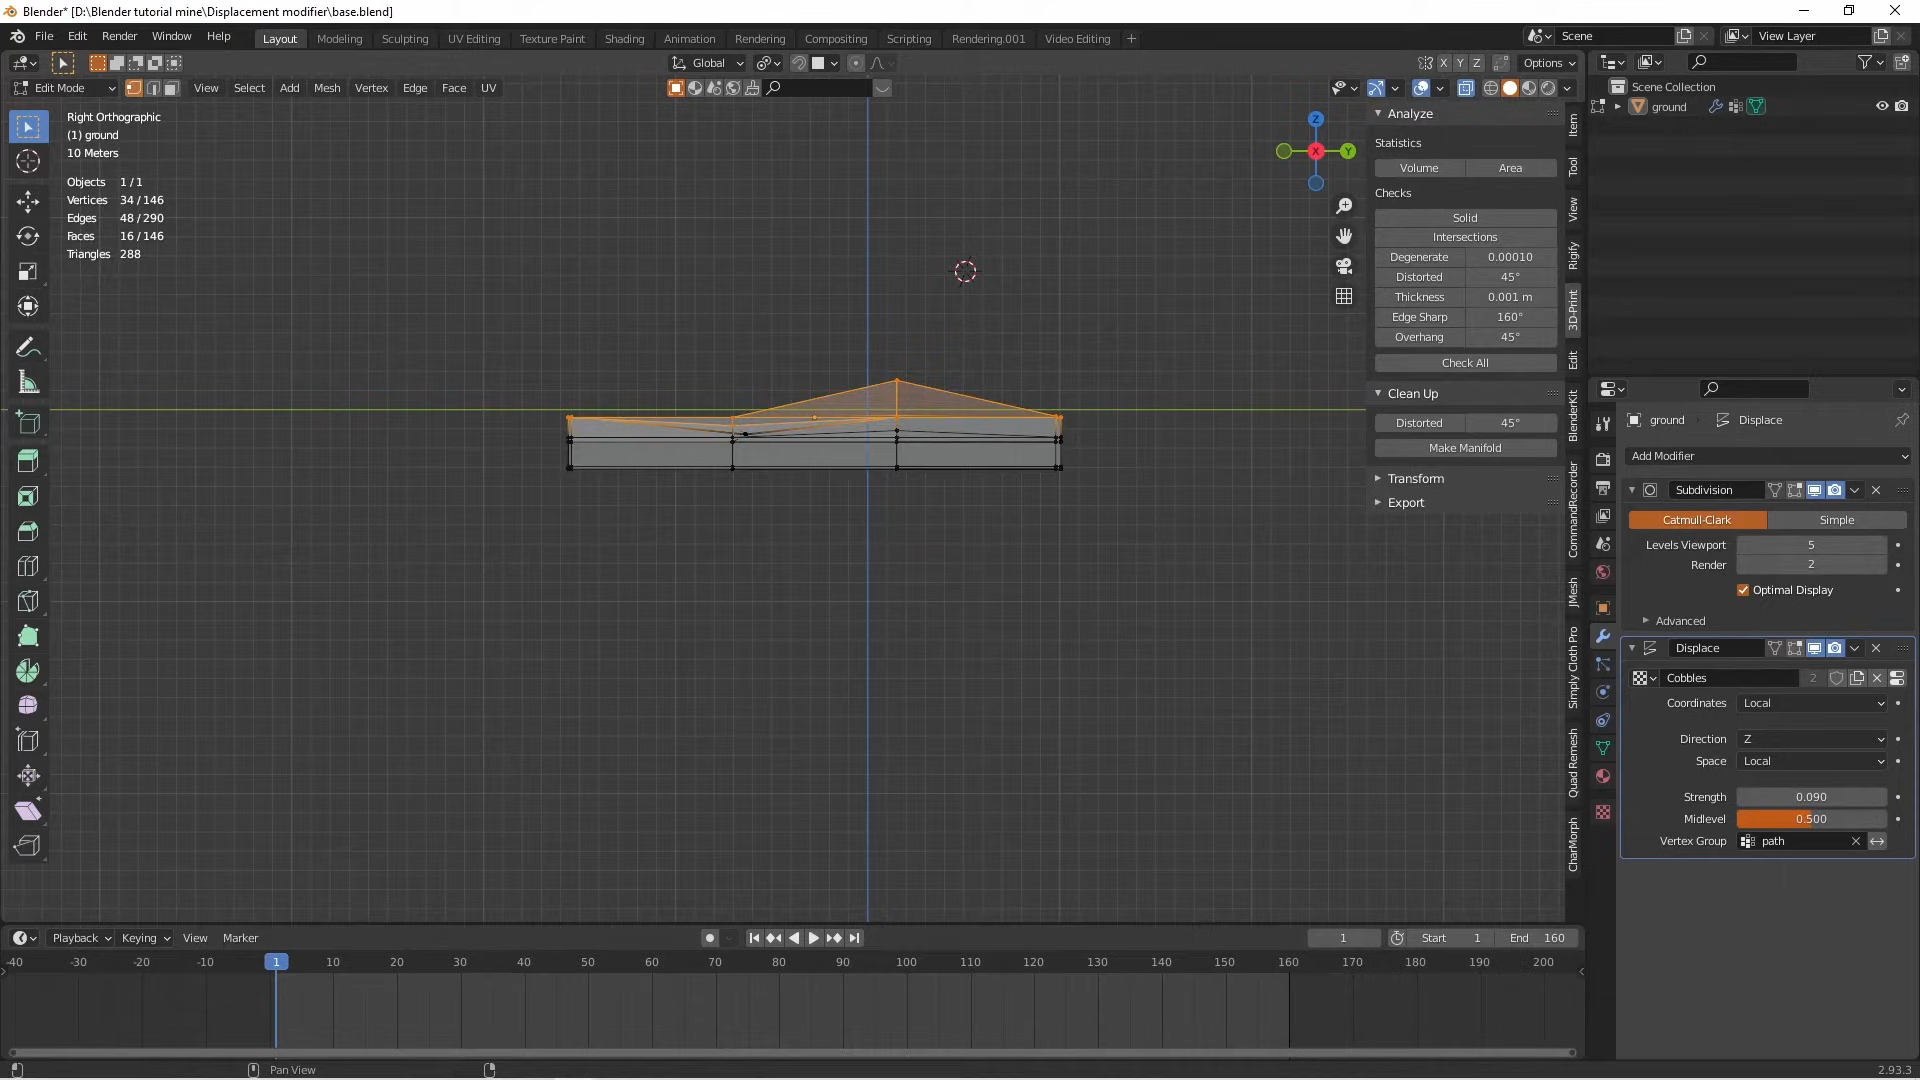 Blender* [D:\Blender tutorial mine\Displacement modifier\base.blend]
File Edit Render Window Help
Layout Modeling Sculpting UV Editing Texture Paint Shading Animation Rendering Compositing Scripting Rendering.001 Video Editing +
Scene
View Layer
Global
X Y Z
Options
Edit Mode
View Select Add Mesh Vertex Edge Face UV
Right Orthographic
(1) ground
10 Meters
Objects 1 / 1
Vertices 34 / 146
Edges 48 / 290
Faces 16 / 146
Triangles 288
Z
X
Y
Analyze
Statistics
Volume Area
Checks
Solid
Intersections
Degenerate 0.00010
Distorted 45°
Thickness 0.001 m
Edge Sharp 160°
Overhang 45°
Check All
Clean Up
Distorted 45°
Make Manifold
Transform
Export
Item
Tool
View
Rigify
3D-Print
Edit
BlenderKit
CommandRecorder
JMesh
Simply Cloth Pro
Quad Remesh
CharMorph
Scene Collection
ground
ground Displace
Add Modifier
Subdivision
Catmull-Clark Simple
Levels Viewport 5
Render 2
Optimal Display
Advanced
Displace
Cobbles 2
Coordinates Local
Direction Z
Space Local
Strength 0.090
Midlevel 0.500
Vertex Group path
Playback Keying View Marker
1 Start 1 End 160
-40 -30 -20 -10 1 10 20 30 40 50 60 70 80 90 100 110 120 130 140 150 160 170 180 190 200
Pan View
2.93.3